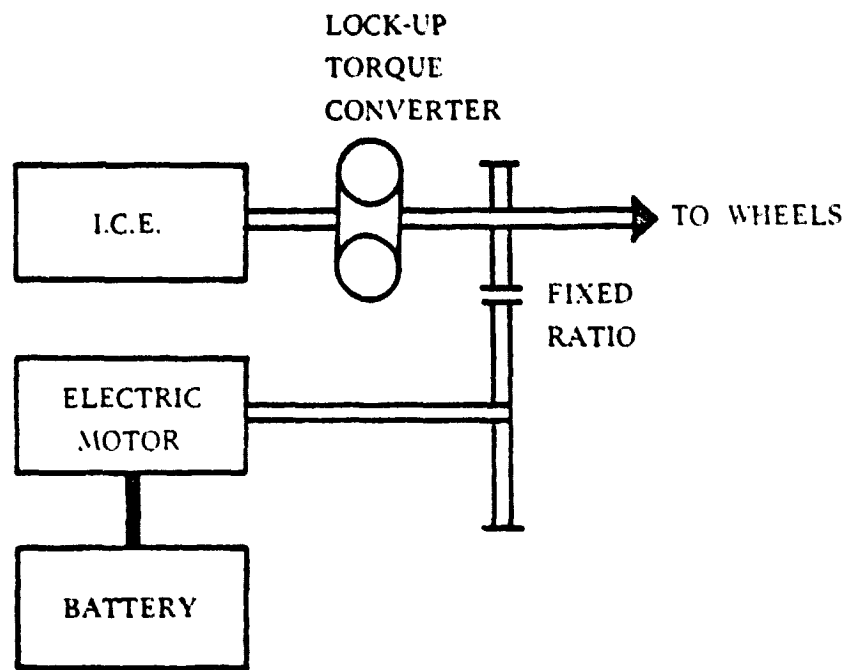 LOCK-UP
TORQUE
CONVERTER
I.C.E.
TO WHEELS
FIXED
RATIO
ELECTRIC
MOTOR
BATTERY